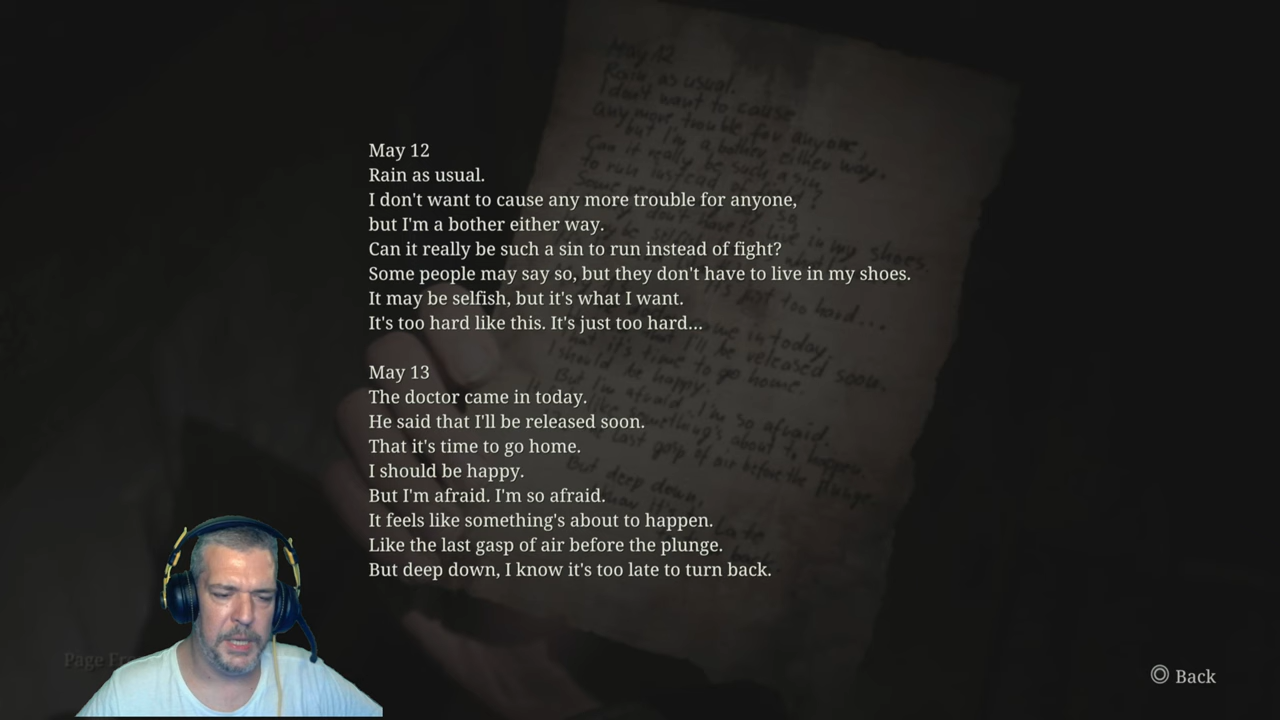 May 12
Rain as usual.
I don't want to cause any more trouble for anyone,
but I'm a bother either way.
Can it really be such a sin to run instead of fight?
Some people may say so, but they don't have to live in my shoes.
It may be selfish, but it's what I want.
It's too hard like this. It's just too hard...

May 13
The doctor came in today.
He said that I'll be released soon.
That it's time to go home.
I should be happy.
But I'm afraid. I'm so afraid.
It feels like something's about to happen.
Like the last gasp of air before the plunge.
But deep down, I know it's too late to turn back.
Page
Back